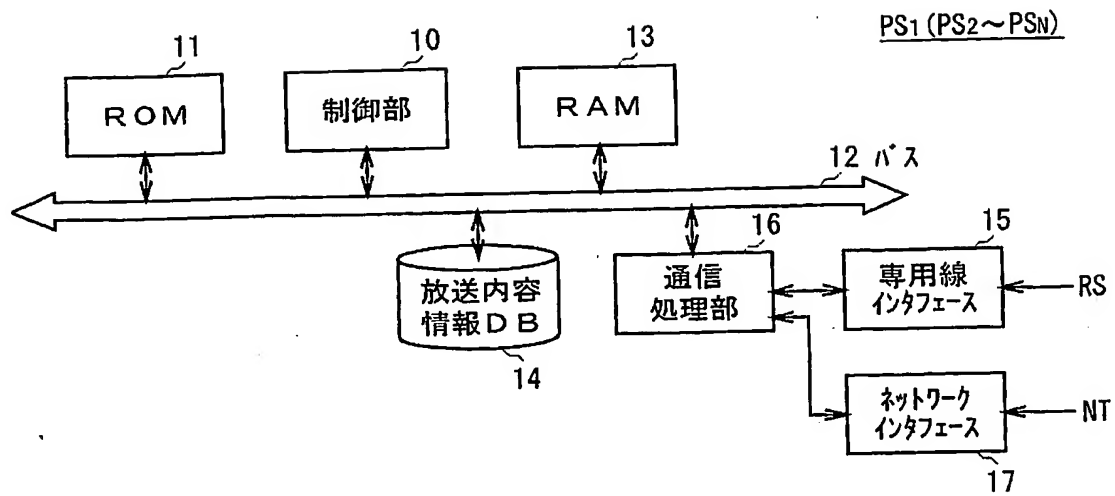 PS1(PS2～PSN)
11
ROM
10
制御部
13
RAM
12 バス
放送内容
情報DB
14
16
通信
処理部
15
専用線
インタフェース
RS
ネットワーク
インタフェース
NT
17